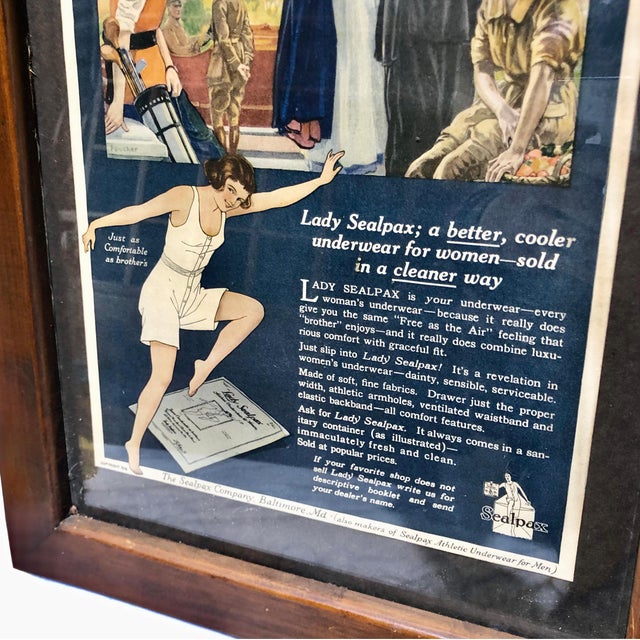 Just as
Comfortable
as brother's
Lady Sealpax; a better, cooler
underwear for women—sold
in a cleaner way
LADY SEALPAX is your underwear—every
woman's underwear—because it really does
give you the same "Free as the Air" feeling that
"brother" enjoys—and it really does combine luxu-
rious comfort with graceful fit.
Just slip into Lady Sealpax! It's a revelation in
women's underwear—dainty, sensible, serviceable.
Made of soft, fine fabrics. Drawer just the proper
width, athletic armholes, ventilated waistband and
elastic backband—all comfort features.
Ask for Lady Sealpax. It always comes in a san-
itary container (as illustrated)—
immaculately fresh and clean.
Sold at popular prices.
If your favorite shop does not
sell Lady Sealpax write us for
descriptive booklet and send
your dealer's name.
Lady Sealpax
Sealpax
The Sealpax Company, Baltimore, Md. (also makers of Sealpax Athletic Underwear for Men)